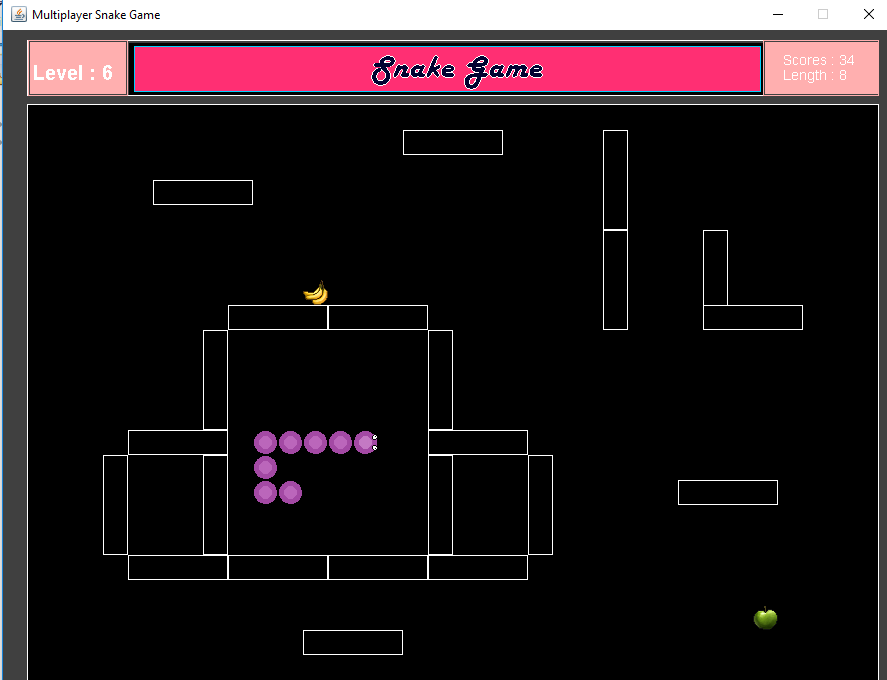 Multiplayer Snake Game
Level : 6
Snake Game
Scores : 34
Length : 8